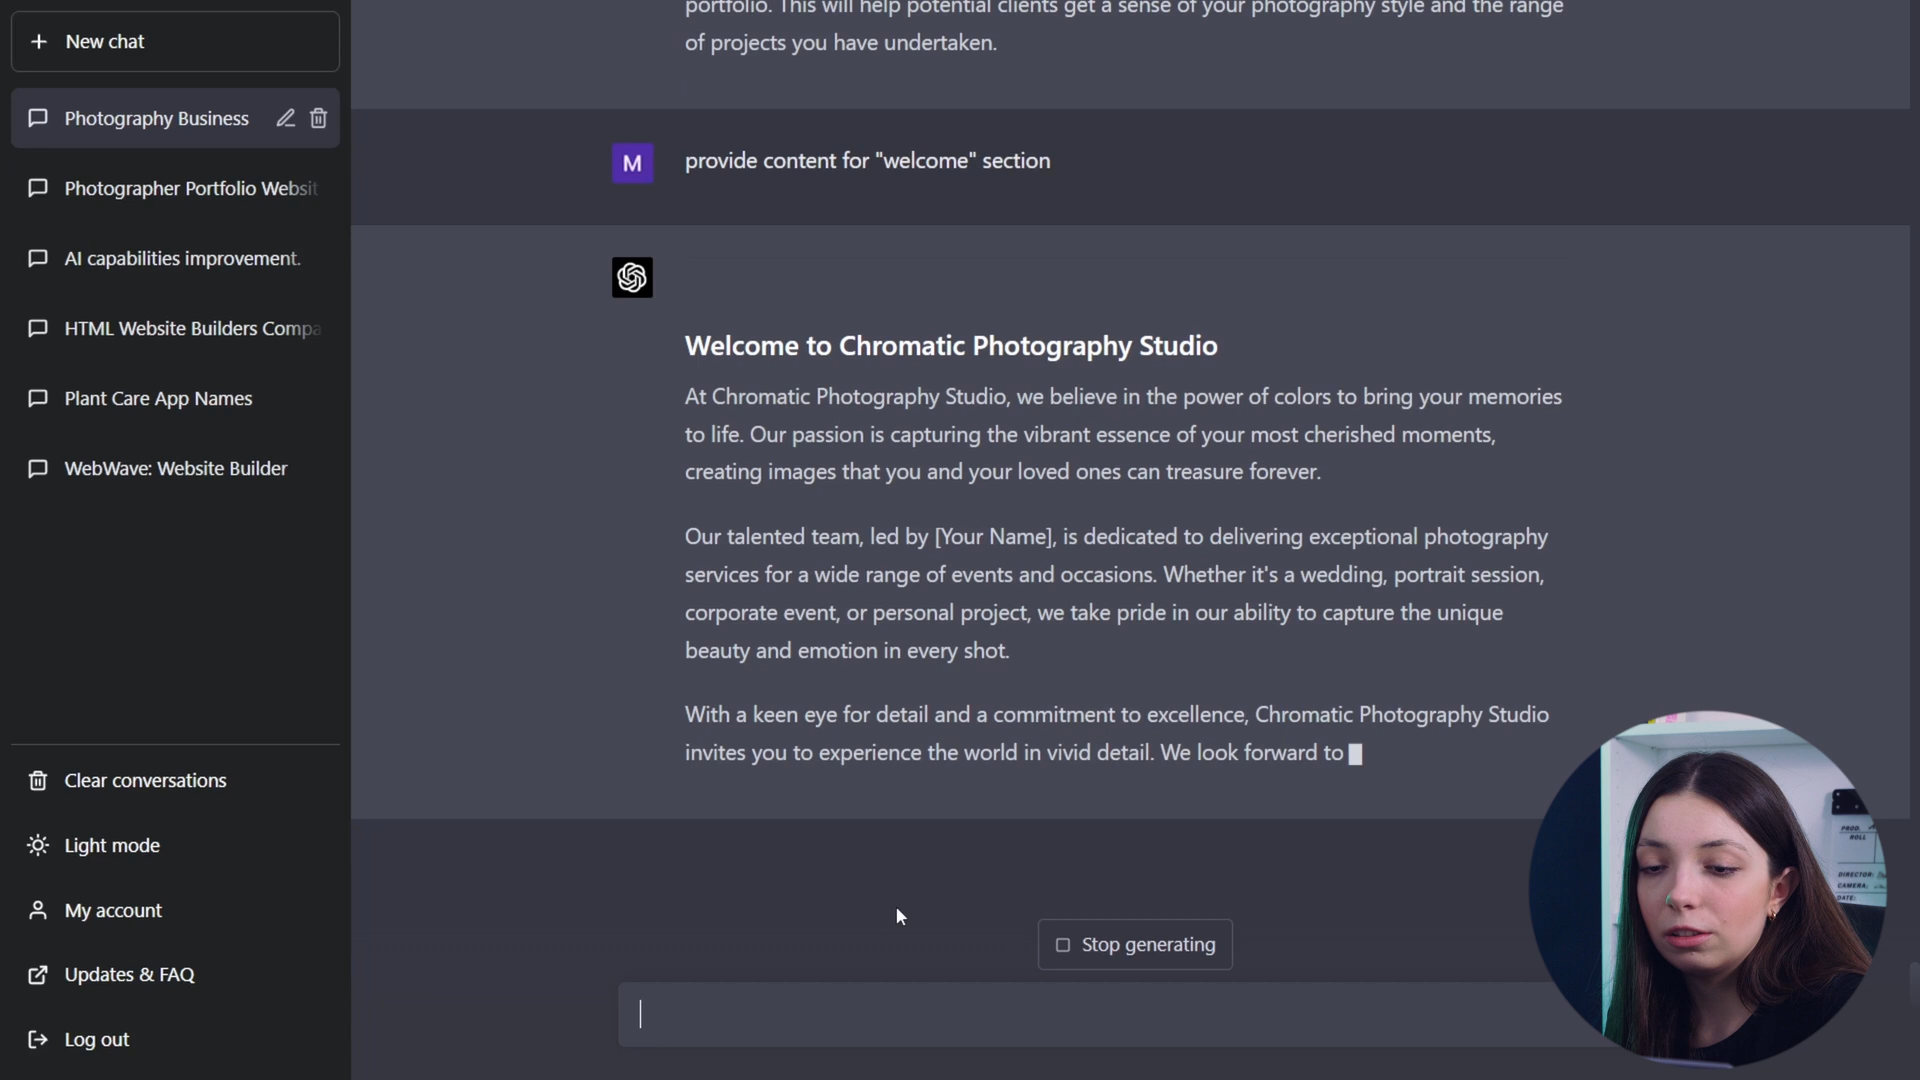 New chat
Photography Business
Photographer Portfolio Websit
AI capabilities improvement.
HTML Website Builders Compa
Plant Care App Names
WebWave: Website Builder
Clear conversations
Light mode
My account
Updates & FAQ
Log out
portfolio. This will help potential clients get a sense of your photography style and the range
of projects you have undertaken.
M
provide content for "welcome" section
Welcome to Chromatic Photography Studio
At Chromatic Photography Studio, we believe in the power of colors to bring your memories
to life. Our passion is capturing the vibrant essence of your most cherished moments,
creating images that you and your loved ones can treasure forever.
Our talented team, led by [Your Name], is dedicated to delivering exceptional photography
services for a wide range of events and occasions. Whether it's a wedding, portrait session,
corporate event, or personal project, we take pride in our ability to capture the unique
beauty and emotion in every shot.
With a keen eye for detail and a commitment to excellence, Chromatic Photography Studio
invites you to experience the world in vivid detail. We look forward to
Stop generating
PROD.
ROLL
DIRECTOR:
CAMERA:
DATE: